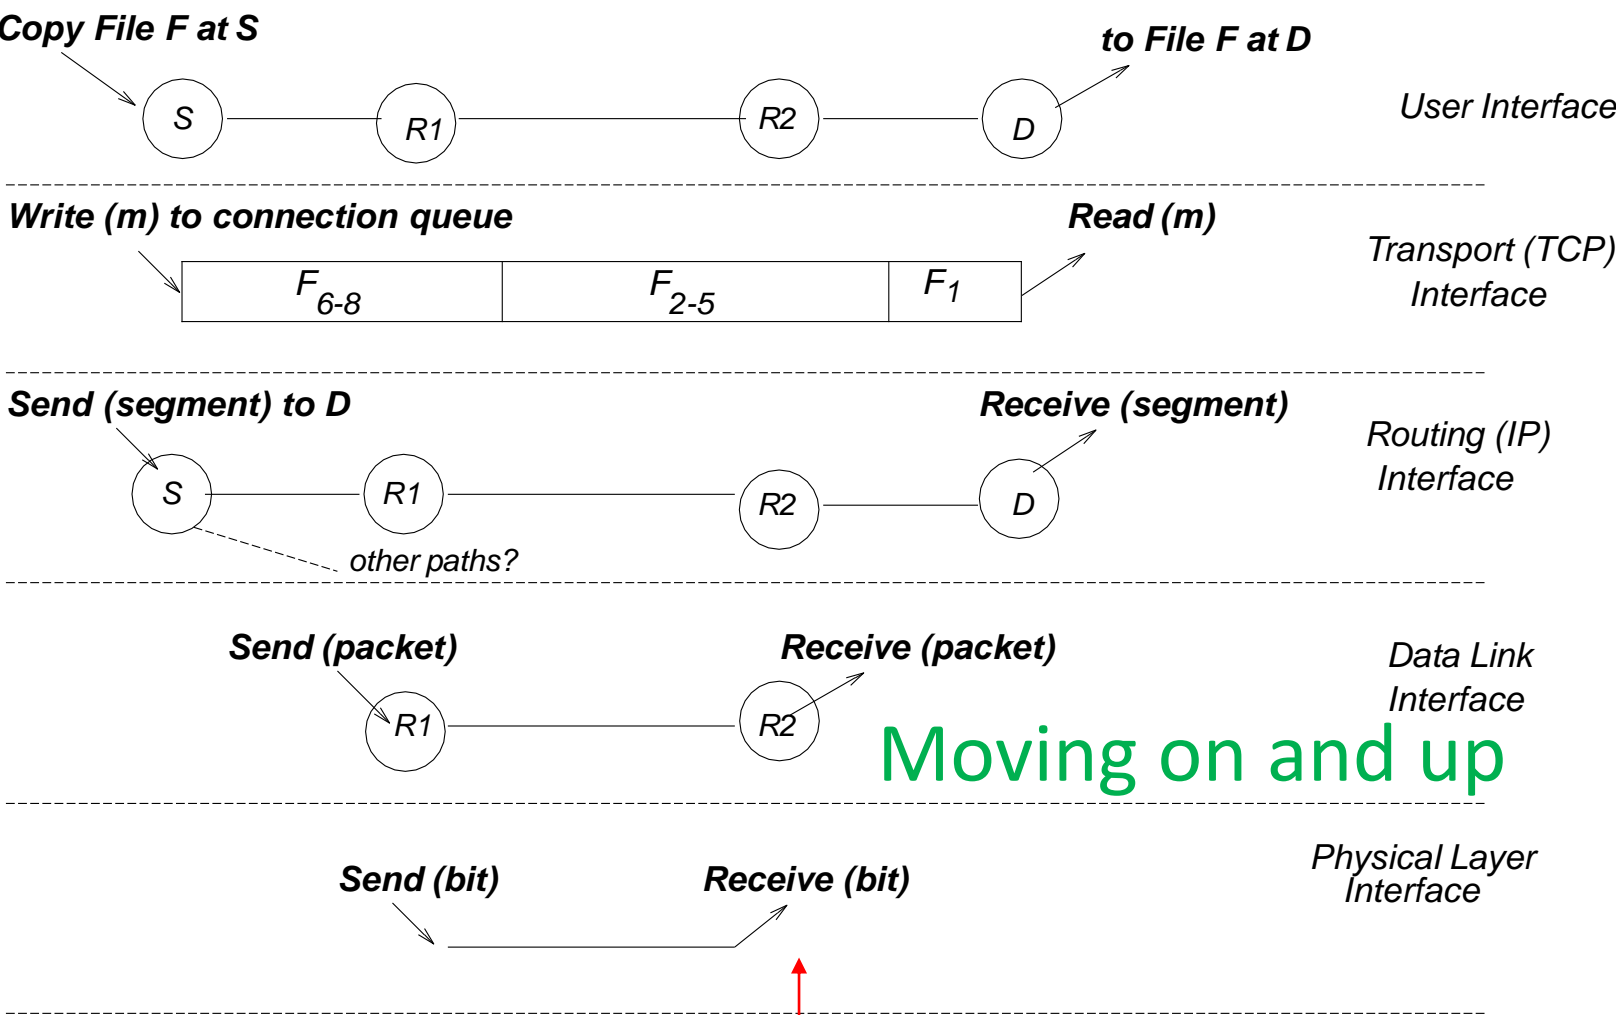 Copy File F at S
to File F at D
S
R1
R2
D
User Interface
Write (m) to connection queue
Read (m)
F6-8
F2-5
F1
Transport (TCP)
Interface
Send (segment) to D
Receive (segment)
Routing (IP)
Interface
S
R1
R2
D
other paths?
Send (packet)
Receive (packet)
Data Link
Interface
R1
R2
Moving on and up
Physical Layer
Interface
Send (bit)
Receive (bit)